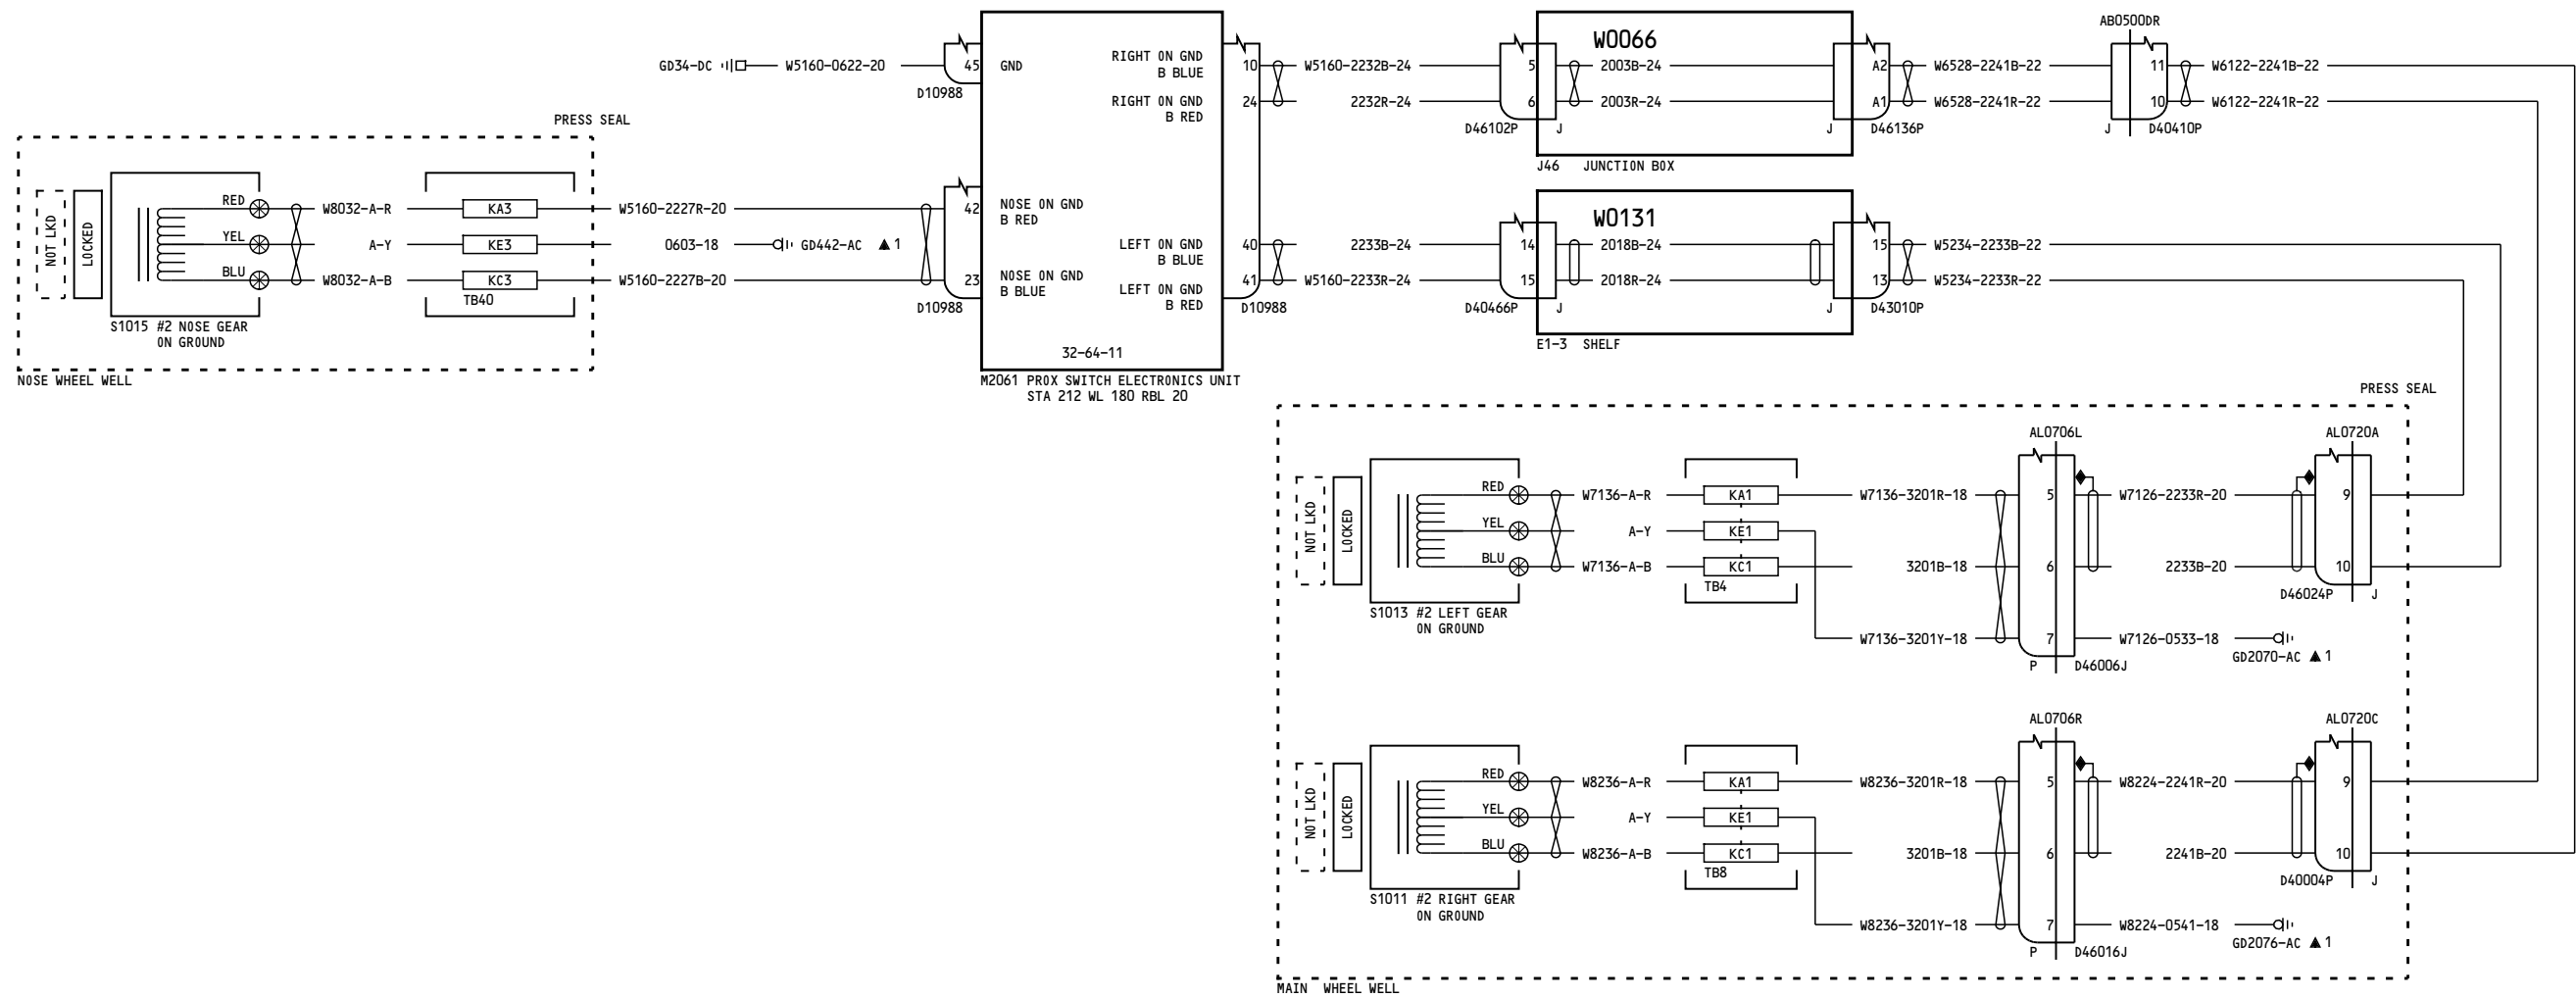 AB0500DR
W0066
GD34-DC W5160-0622-20 45 GND RIGHT ON GND 10 W5160-2232B-24 5 2003B-24 A2 W6528-2241B-22 11 W6122-2241B-22
B BLUE
D10988 RIGHT ON GND 24 2232R-24 6 2003R-24 A1 W6528-2241R-22 10 W6122-2241R-22
B RED
PRESS SEAL D46102P J J D46136P J D40410P
J46 JUNCTION BOX
NOT LKD LOCKED RED W8032-A-R KA3 W5160-2227R-20 42 NOSE ON GND
B RED
W0131
YEL A-Y KE3 0603-18 GD442-AC 1 LEFT ON GND 40 2233B-24 14 2018B-24 15 W5234-2233B-22
B BLUE
BLU W8032-A-B KC3 W5160-2227B-20 23 NOSE ON GND 41 W5160-2233R-24 15 2018R-24 13 W5234-2233R-22
B BLUE LEFT ON GND
TB40 D10988 B RED D10988 D40466P J J D43010P
S1015 #2 NOSE GEAR
ON GROUND
E1-3 SHELF
32-64-11
NOSE WHEEL WELL M2061 PROX SWITCH ELECTRONICS UNIT
STA 212 WL 180 RBL 20
PRESS SEAL
AL0706L AL0720A
NOT LKD LOCKED RED W7136-A-R KA1 W7136-3201R-18 5 W7126-2233R-20 9
YEL A-Y KE1
BLU W7136-A-B KC1 3201B-18 6 2233B-20 10
TB4 D46024P J
S1013 #2 LEFT GEAR
ON GROUND
W7136-3201Y-18 7 W7126-0533-18
P D46006J GD2070-AC 1
AL0706R AL0720C
NOT LKD LOCKED RED W8236-A-R KA1 W8236-3201R-18 5 W8224-2241R-20 9
YEL A-Y KE1
BLU W8236-A-B KC1 3201B-18 6 2241B-20 10
TB8 D40004P J
S1011 #2 RIGHT GEAR
ON GROUND
W8236-3201Y-18 7 W8224-0541-18
P D46016J GD2076-AC 1
MAIN WHEEL WELL